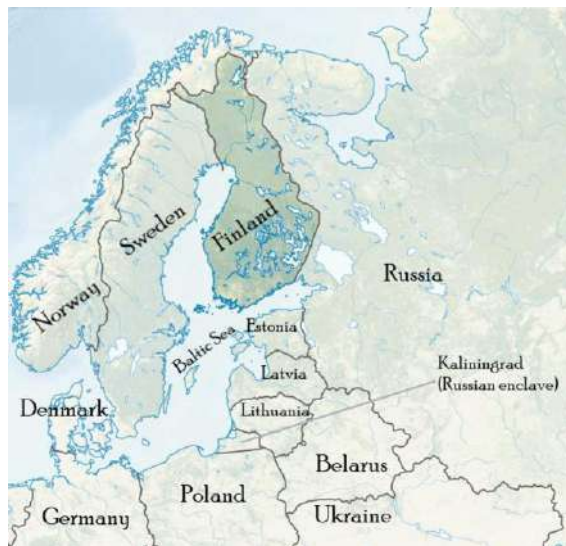 Sweden
Finland
Norway
Russia
Baltic Sea
Estonia
Latvia
Kaliningrad
(Russian enclave)
Denmark
Lithuania
Belarus
Poland
Germany
Ukraine